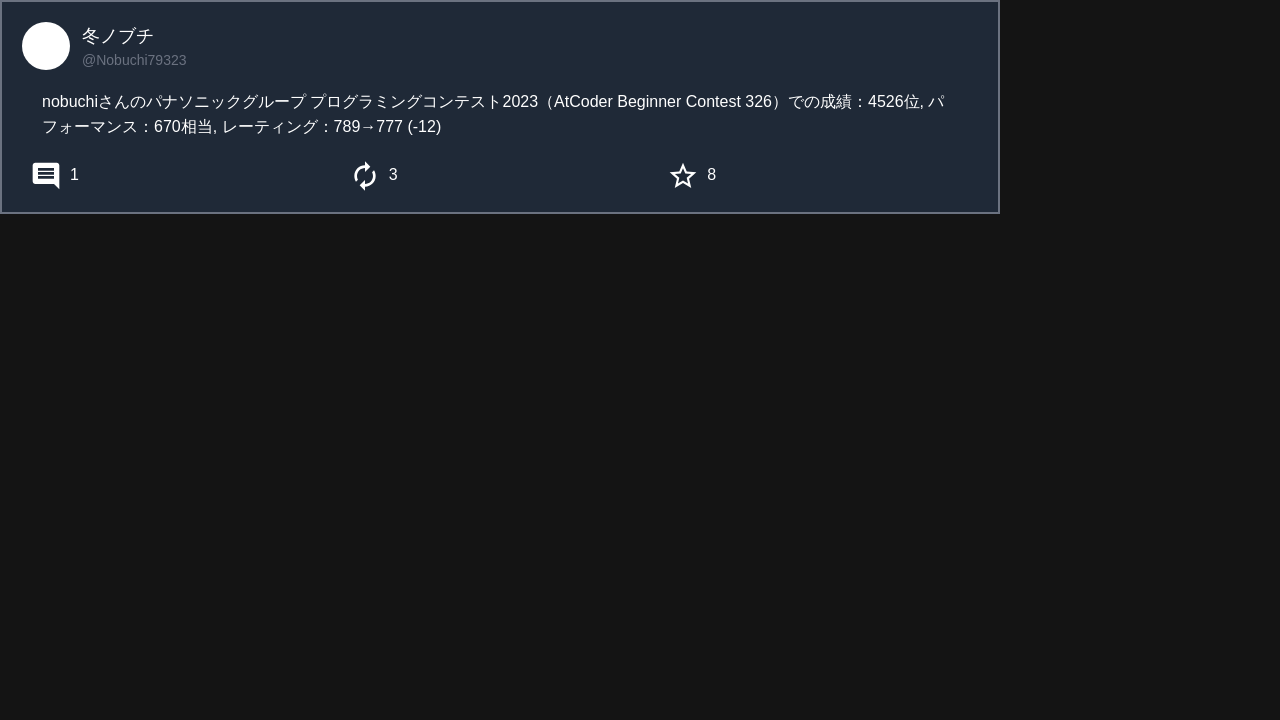 冬ノブチ
@Nobuchi79323
nobuchiさんのパナソニックグループ プログラミングコンテスト2023（AtCoder Beginner Contest 326）での成績：4526位, パ
フォーマンス：670相当, レーティング：789→777 (-12)
1 3 8